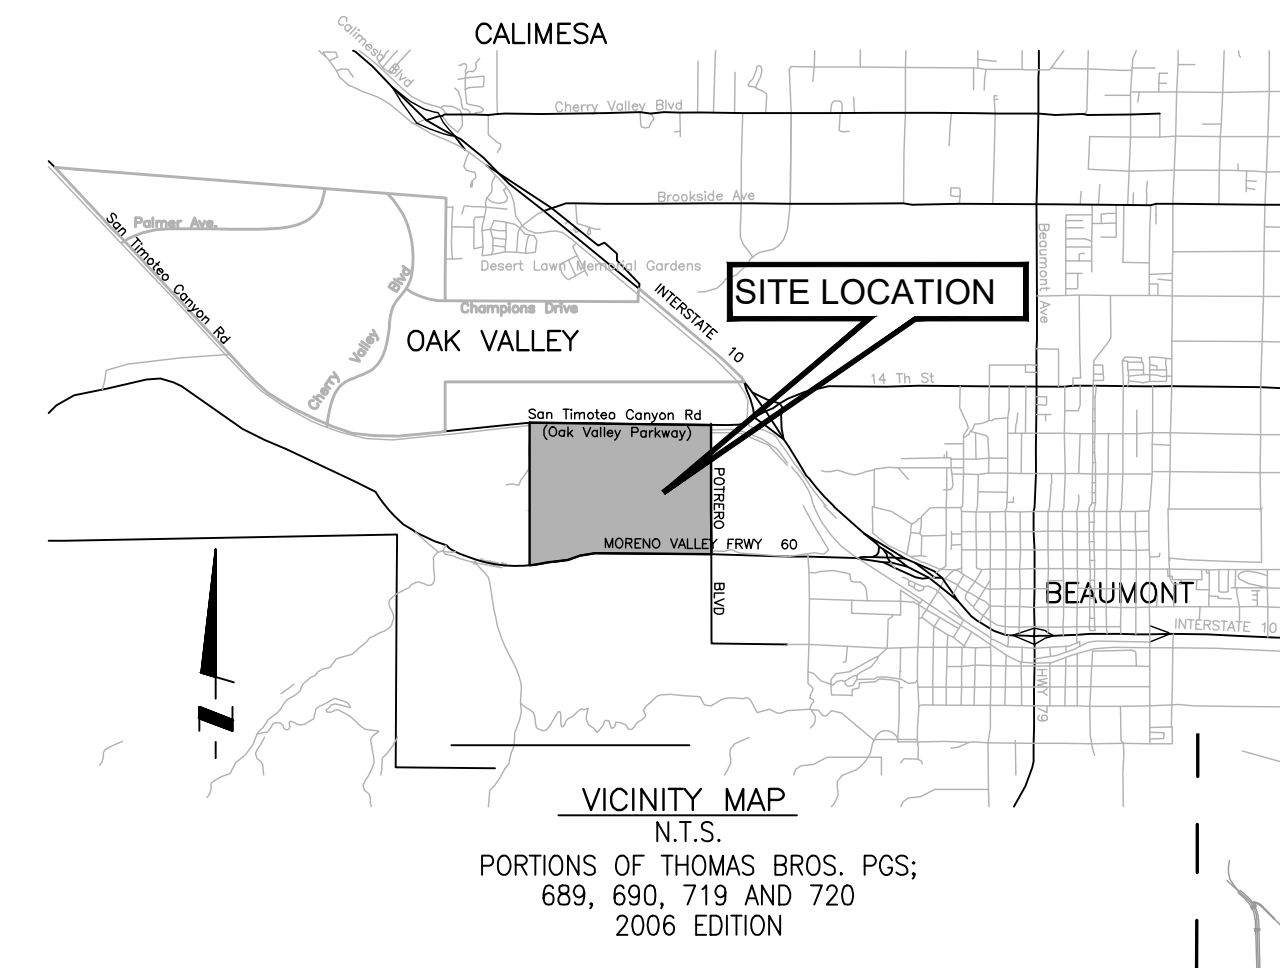 CALIMESA
Calimesa Blvd
Cherry Valley Blvd
Brookside Ave
Palmer Ave.
San Timoteo Canyon Rd
Beaumont Ave
Desert Lawn Memorial Gardens
Blvd
SITE LOCATION
INTERSTATE 10
Champions Drive
OAK VALLEY
Cherry Valley
14 Th St
San Timoteo Canyon Rd
(Oak Valley Parkway)
POTRERO
MORENO VALLEY FRWY 60
BLVD
BEAUMONT
INTERSTATE 10
HWY 79
N
VICINITY MAP
N.T.S.
PORTIONS OF THOMAS BROS. PGS;
689, 690, 719 AND 720
2006 EDITION